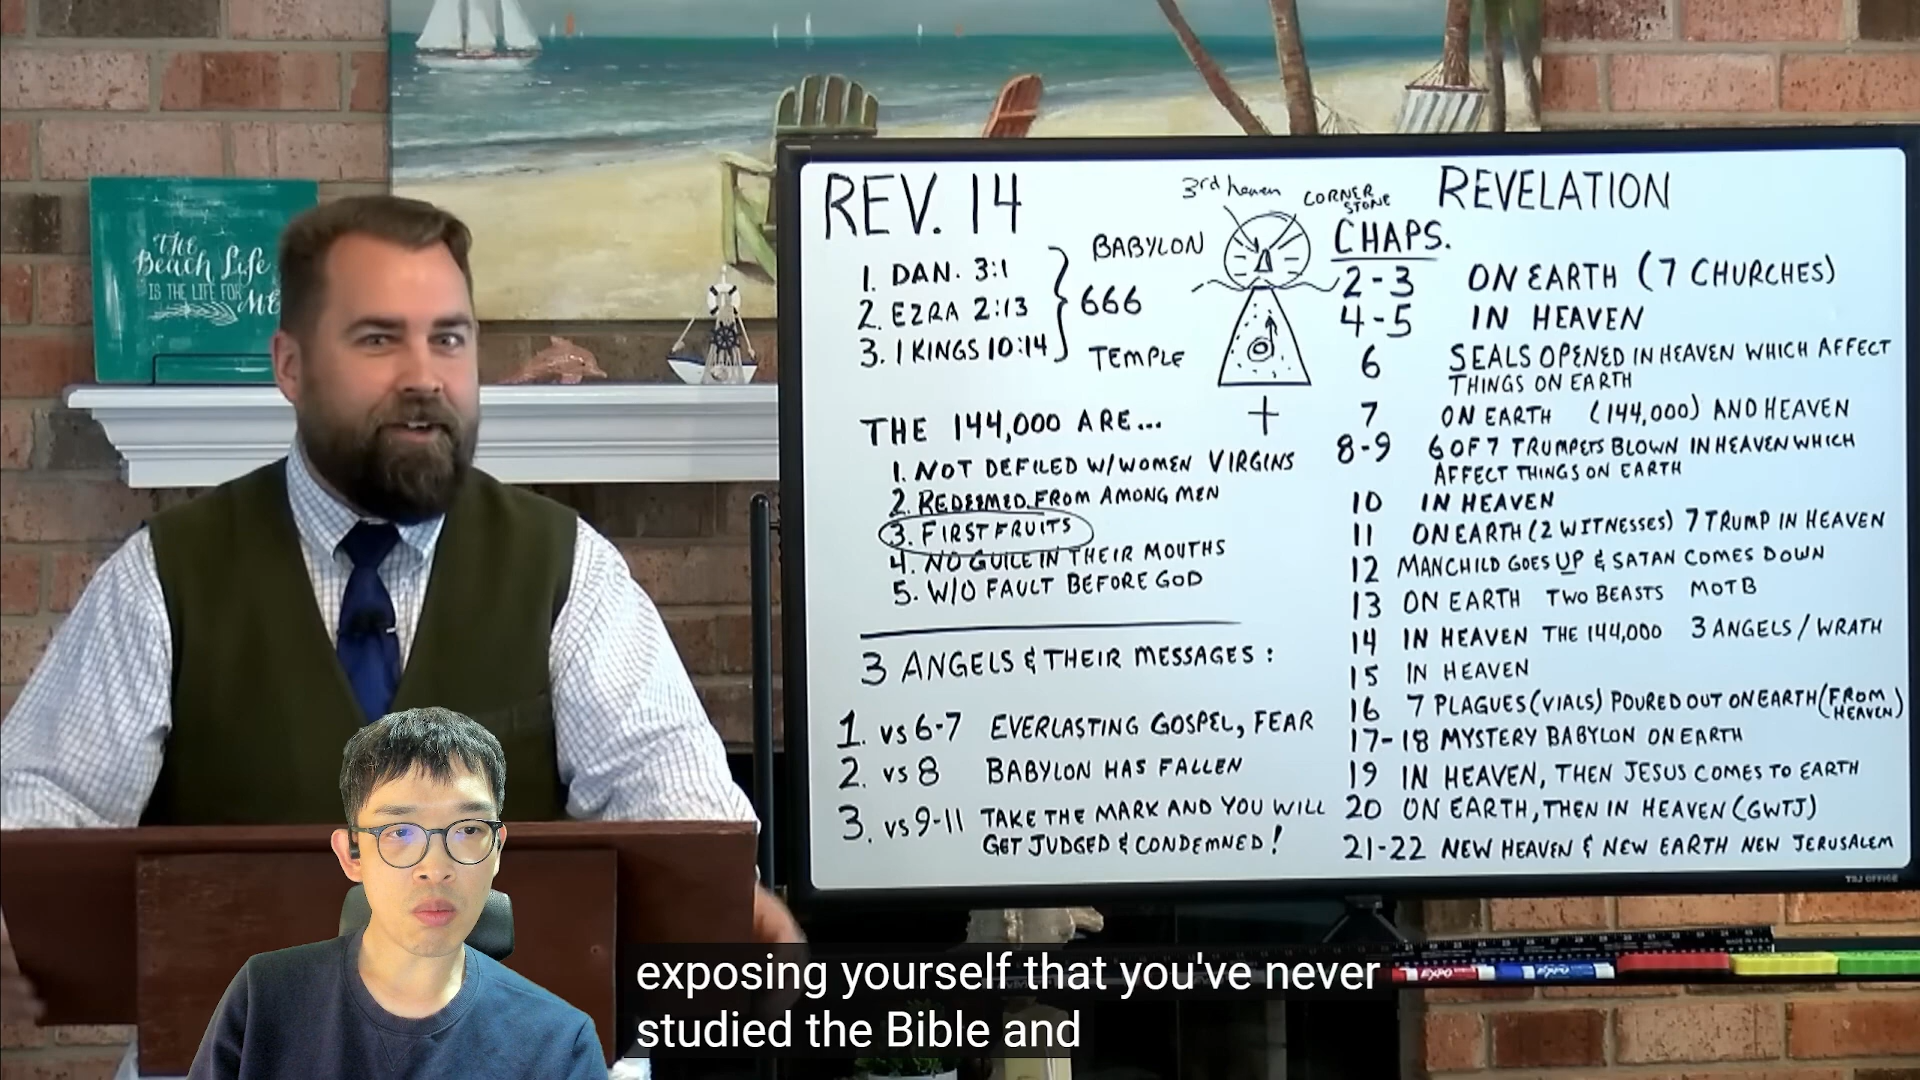 The
Beach Life
IS THE LIFE FOR
ME
REV. 14
1. DAN. 3:1
2. EZRA 2:13
3. 1 KINGS 10:14
BABYLON
666
TEMPLE
3rd heaven
CORNER
STONE
THE 144,000 ARE...
1. NOT DEFILED W/WOMEN VIRGINS
2. REDEEMED FROM AMONG MEN
3. FIRSTFRUITS
4. NO GUILE IN THEIR MOUTHS
5. W/O FAULT BEFORE GOD
3 ANGELS & THEIR MESSAGES:
1. vs 6-7 EVERLASTING GOSPEL, FEAR
2. vs 8 BABYLON HAS FALLEN
3. vs 9-11 TAKE THE MARK AND YOU WILL
GET JUDGED & CONDEMNED!
REVELATION
CHAPS.
2-3 ON EARTH (7 CHURCHES)
4-5 IN HEAVEN
6 SEALS OPENED IN HEAVEN WHICH AFFECT
THINGS ON EARTH
7 ON EARTH (144,000) AND HEAVEN
8-9 6 OF 7 TRUMPETS BLOWN IN HEAVEN WHICH
AFFECT THINGS ON EARTH
10 IN HEAVEN
11 ON EARTH (2 WITNESSES) 7 TRUMP IN HEAVEN
12 MANCHILD GOES UP & SATAN COMES DOWN
13 ON EARTH TWO BEASTS MOTB
14 IN HEAVEN THE 144,000 3 ANGELS/WRATH
15 IN HEAVEN
16 7 PLAGUES (VIALS) POURED OUT ON EARTH (FROM
HEAVEN)
17-18 MYSTERY BABYLON ON EARTH
19 IN HEAVEN, THEN JESUS COMES TO EARTH
20 ON EARTH, THEN IN HEAVEN (GWTJ)
21-22 NEW HEAVEN & NEW EARTH NEW JERUSALEM
TSJ OFFICE
EXPO
EXPO
exposing yourself that you've never
studied the Bible and